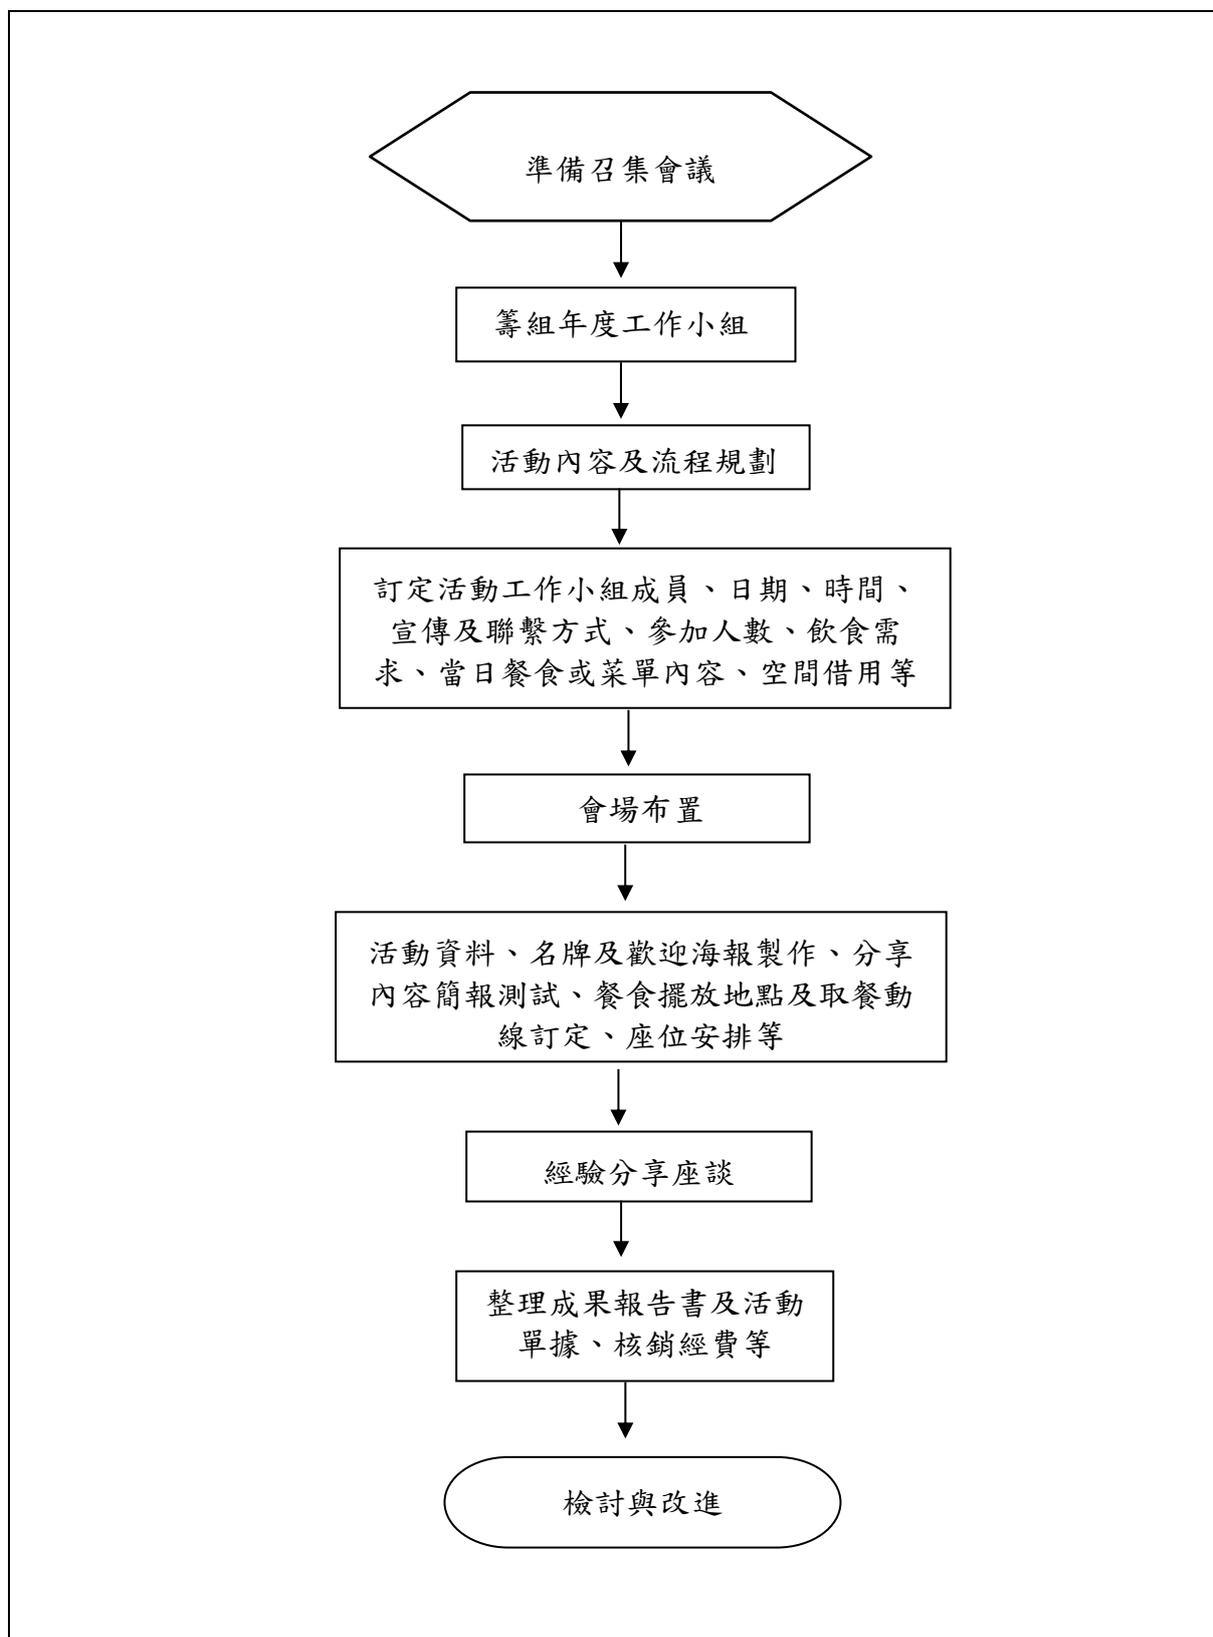 準備召集會議
籌組年度工作小組
活動內容及流程規劃
訂定活動工作小組成員、日期、時間、
宣傳及聯繫方式、參加人數、飲食需
求、當日餐食或菜單內容、空間借用等
會場布置
活動資料、名牌及歡迎海報製作、分享
內容簡報測試、餐食擺放地點及取餐動
線訂定、座位安排等
經驗分享座談
整理成果報告書及活動
單據、核銷經費等
檢討與改進